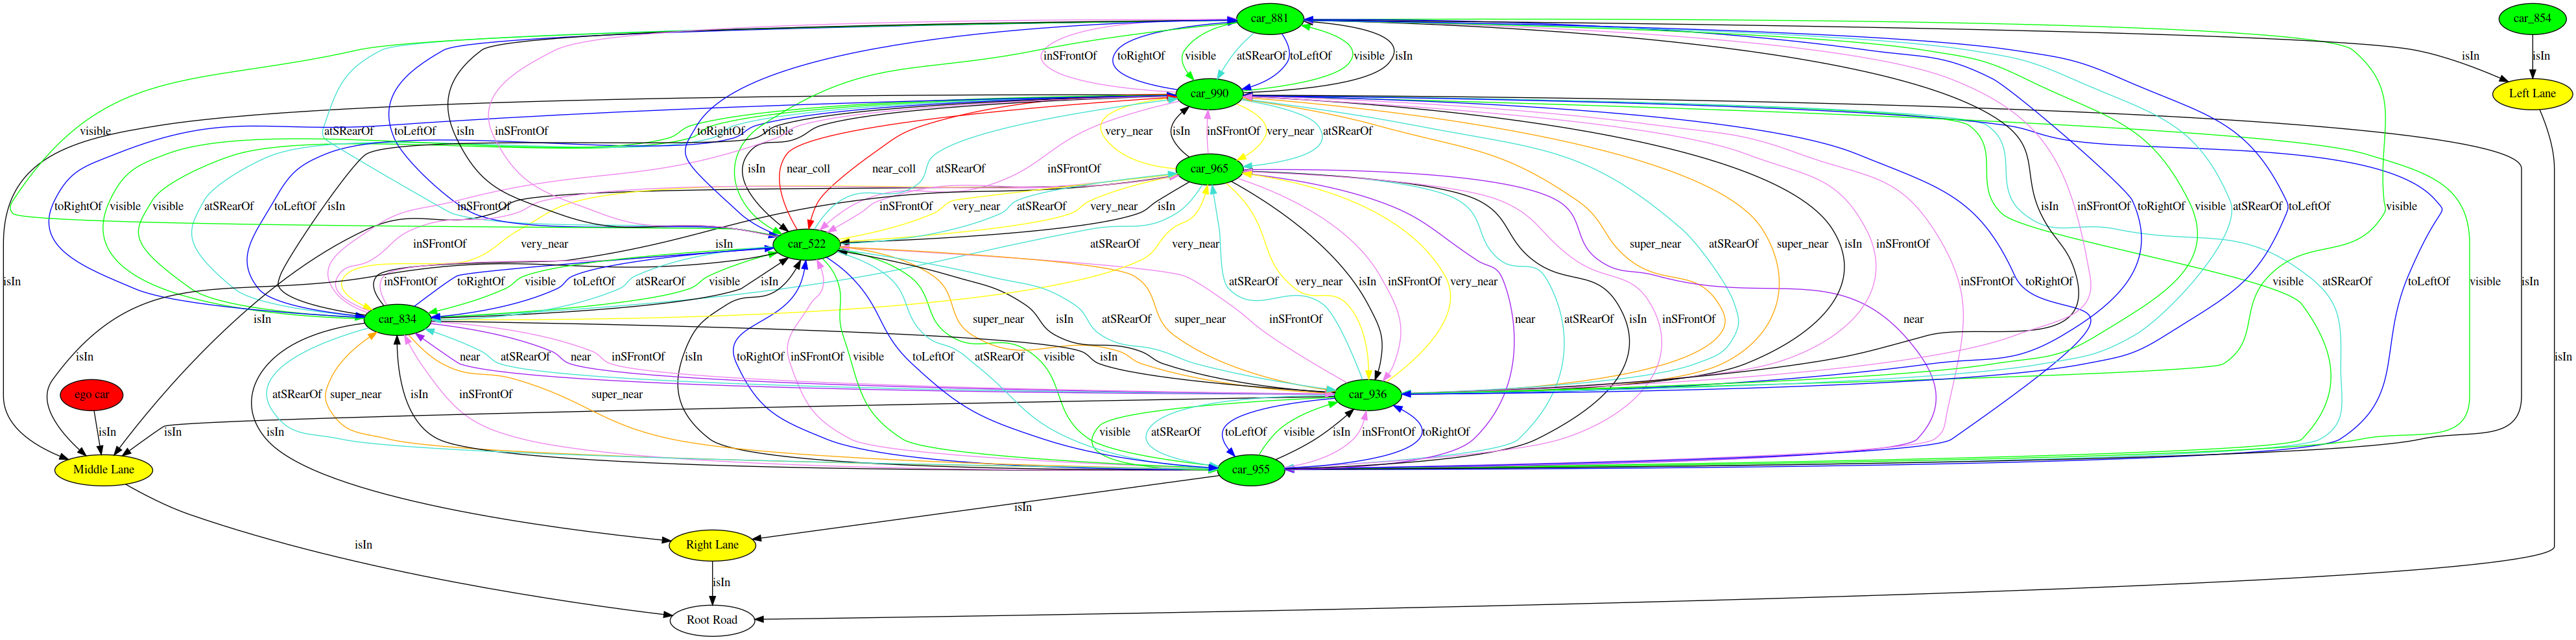 car_881
car_854
isIn
isIn
inSFrontOf
toRightOf
visible
atSRearOf
toLeftOf
visible
isIn
car_990
Left Lane
visible
atSRearOf
toLeftOf
isIn
inSFrontOf
toRightOf
visible
very_near
isIn
inSFrontOf
very_near
atSRearOf
isIn
near_coll
near_coll
atSRearOf
inSFrontOf
car_965
toRightOf
visible
visible
atSRearOf
toLeftOf
isIn
inSFrontOf
inSFrontOf
very_near
atSRearOf
very_near
isIn
isIn
inSFrontOf
toRightOf
visible
atSRearOf
toLeftOf
visible
inSFrontOf
very_near
isIn
car_522
atSRearOf
very_near
super_near
atSRearOf
super_near
isIn
inSFrontOf
isIn
inSFrontOf
toRightOf
visible
toLeftOf
atSRearOf
visible
isIn
atSRearOf
very_near
isIn
inSFrontOf
very_near
inSFrontOf
toRightOf
visible
atSRearOf
toLeftOf
visible
isIn
isIn
car_834
super_near
isIn
atSRearOf
super_near
inSFrontOf
near
atSRearOf
isIn
inSFrontOf
near
isIn
near
atSRearOf
near
inSFrontOf
isIn
isIn
toRightOf
inSFrontOf
visible
toLeftOf
atSRearOf
visible
isIn
ego car
atSRearOf
super_near
isIn
inSFrontOf
super_near
car_936
isIn
isIn
isIn
visible
atSRearOf
toLeftOf
visible
isIn
inSFrontOf
toRightOf
Middle Lane
car_955
isIn
isIn
Right Lane
isIn
Root Road